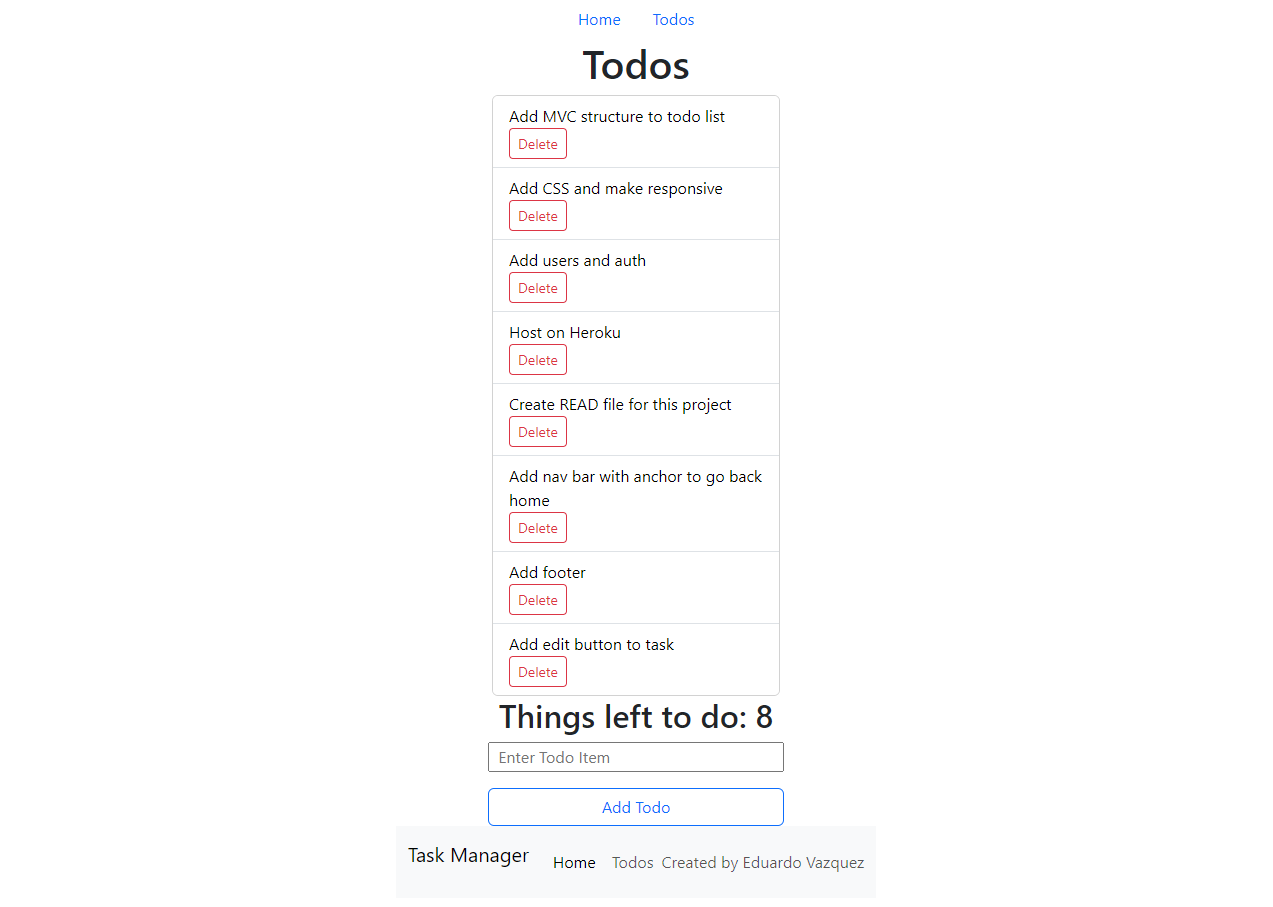 Home Todos
Todos
Add MVC structure to todo list
Delete
Add CSS and make responsive
Delete
Add users and auth
Delete
Host on Heroku
Delete
Create READ file for this project
Delete
Add nav bar with anchor to go back
home
Delete
Add footer
Delete
Add edit button to task
Delete
Things left to do: 8
Enter Todo Item
Add Todo
Task Manager Home Todos Created by Eduardo Vazquez